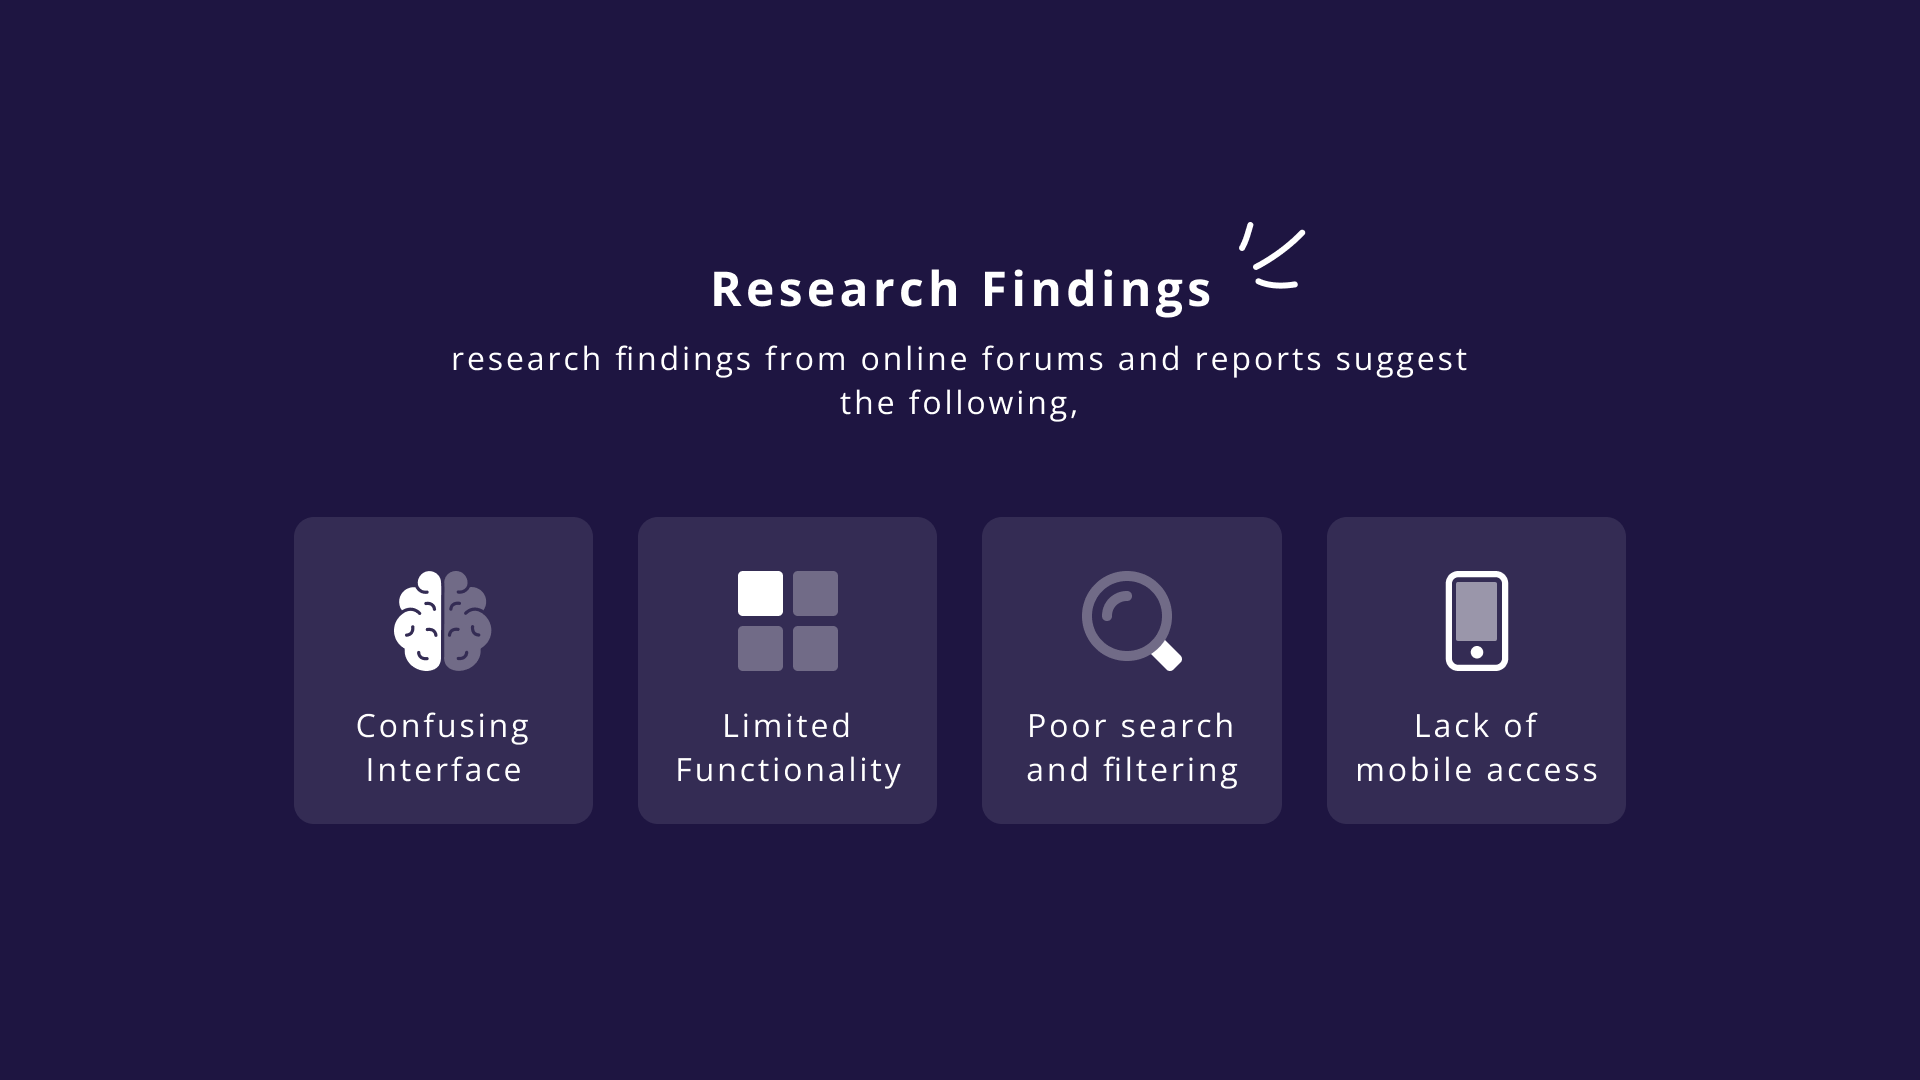 Research Findings
research findings from online forums and reports suggest
the following,
Confusing
Interface
Limited
Functionality
Poor search
and filtering
Lack of
mobile access